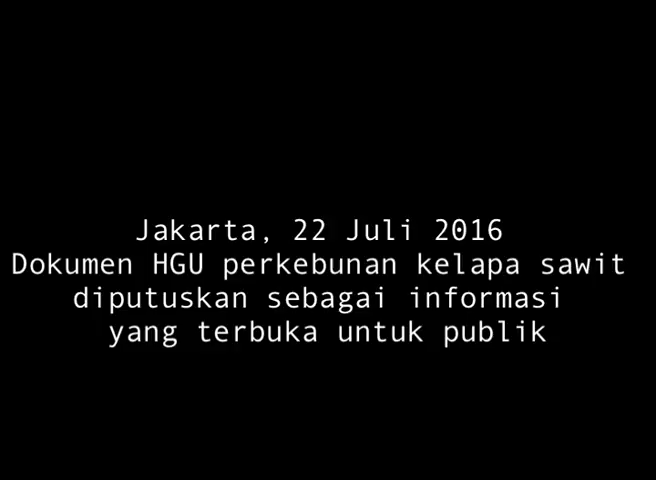 Jakarta, 22 Juli 2016
Dokumen HGU perkebunan kelapa sawit
diputuskan sebagai informasi
yang terbuka untuk publik